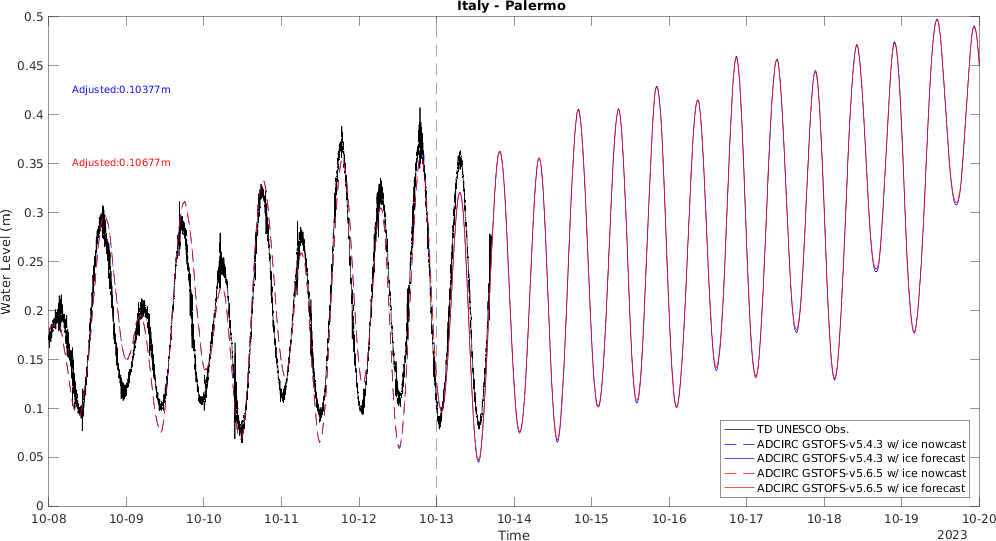 Italy - Palermo
0.5
0.45
0.4
0.35
0.3
0.25
0.2
0.15
0.1
0.05
0
Water Level (m)
Adjusted:0.10377m
Adjusted:0.10677m
TD UNESCO Obs.
ADCIRC GSTOFS-v5.4.3 w/ ice nowcast
ADCIRC GSTOFS-v5.4.3 w/ ice forecast
ADCIRC GSTOFS-v5.6.5 w/ ice nowcast
ADCIRC GSTOFS-v5.6.5 w/ ice forecast
10-08 10-09 10-10 10-11 10-12 10-13 10-14 10-15 10-16 10-17 10-18 10-19 10-20
Time
2023